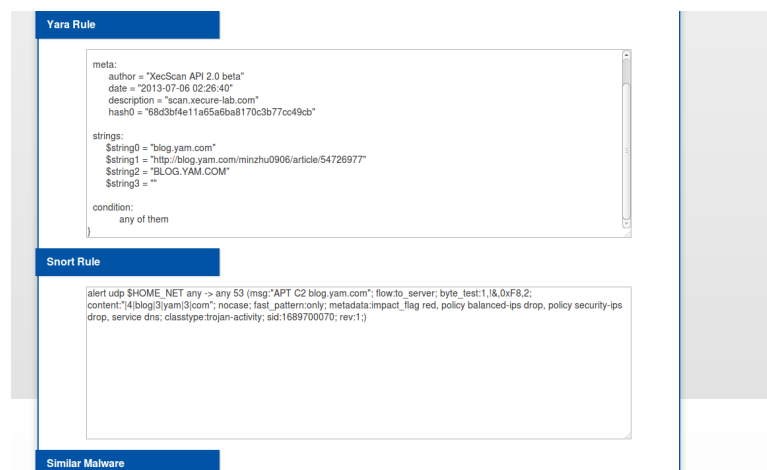 Yara Rule
meta:
author = "XecScan API 2.0 beta"
date = "2013-07-06 02:26:40"
description = "scan.xecure-lab.com"
hash0 = "68d3bf4e11a65a6ba8170c3b77cc49cb"
strings:
$string0 = "blog.yam.com"
$string1 = "http://blog.yam.com/minzhu0906/article/54726977"
$string2 = "BLOG.YAM.COM"
$string3 = ""
condition:
any of them
}
Snort Rule
alert udp $HOME_NET any -> any 53 (msg:"APT C2 blog.yam.com"; flow:to_server; byte_test:1,!&,0xF8,2;
content:"|4|blog|3|yam|3|com"; nocase; fast_pattern:only; metadata:impact_flag red, policy balanced-ips drop, policy security-ips
drop, service dns; classtype:trojan-activity; sid:1689700070; rev:1;)
Similar Malware